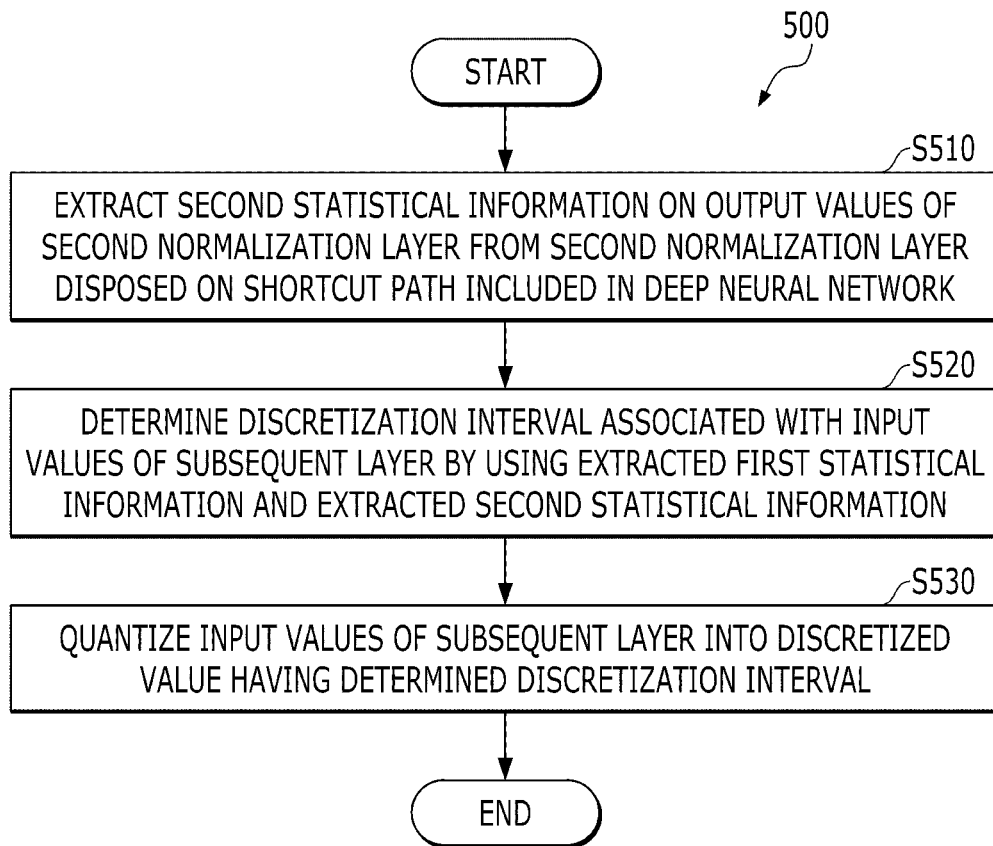 500
START
S510
EXTRACT SECOND STATISTICAL INFORMATION ON OUTPUT VALUES OF
SECOND NORMALIZATION LAYER FROM SECOND NORMALIZATION LAYER
DISPOSED ON SHORTCUT PATH INCLUDED IN DEEP NEURAL NETWORK
S520
DETERMINE DISCRETIZATION INTERVAL ASSOCIATED WITH INPUT
VALUES OF SUBSEQUENT LAYER BY USING EXTRACTED FIRST STATISTICAL
INFORMATION AND EXTRACTED SECOND STATISTICAL INFORMATION
S530
QUANTIZE INPUT VALUES OF SUBSEQUENT LAYER INTO DISCRETIZED
VALUE HAVING DETERMINED DISCRETIZATION INTERVAL
END